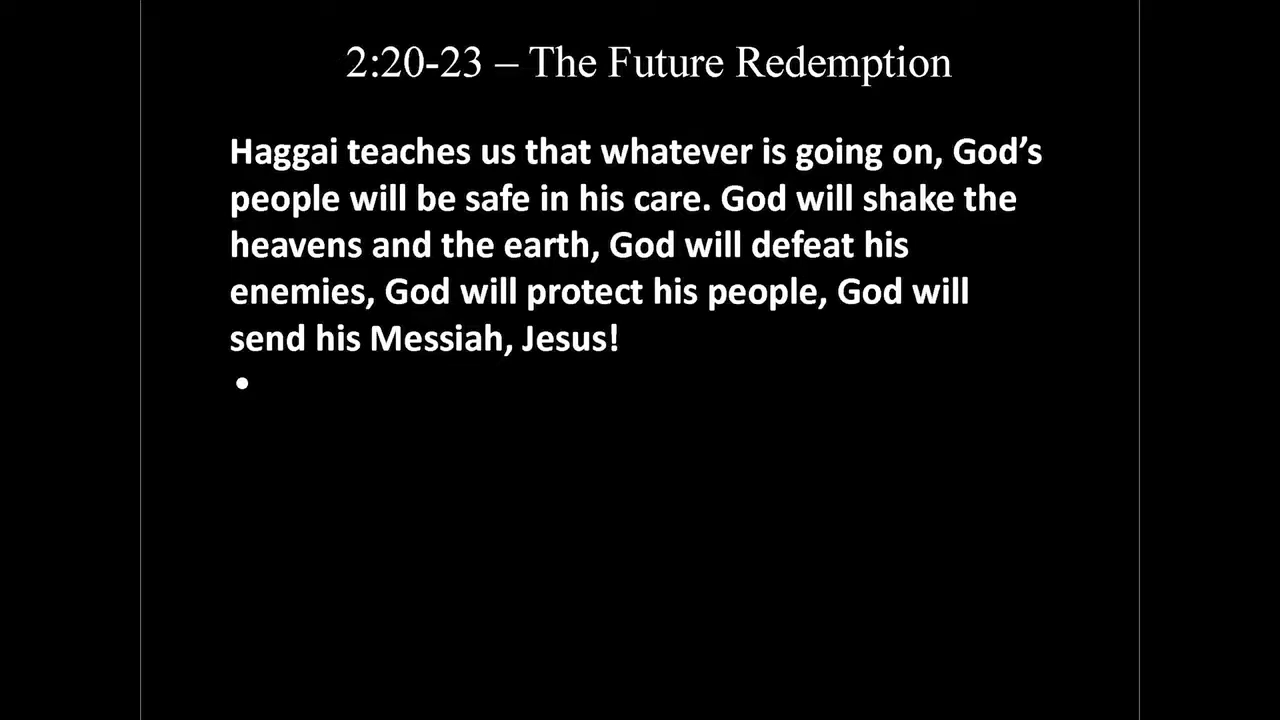 2:20-23 – The Future Redemption
Haggai teaches us that whatever is going on, God’s
people will be safe in his care. God will shake the
heavens and the earth, God will defeat his
enemies, God will protect his people, God will
send his Messiah, Jesus!
•